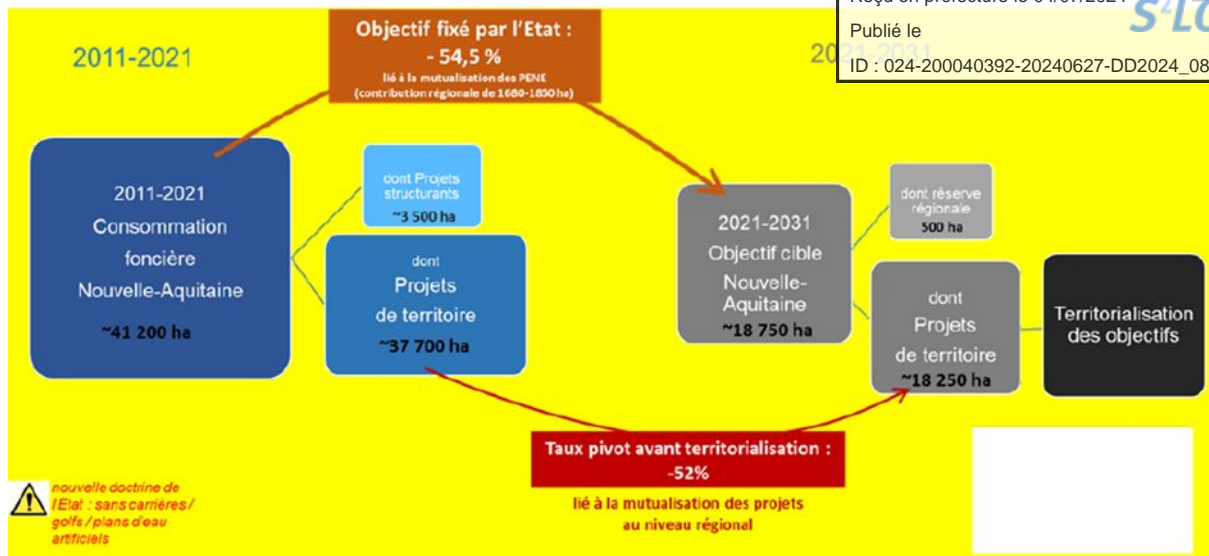 Reçu en préfecture le 04/07/2024
Publié le
ID : 024-200040392-20240627-DD2024_08
2011-2021
Objectif fixé par l'Etat :
- 54,5 %
lié à la mutualisation des PENE
(contribution régionale de 1680-1850ha)
2021-2031
2011-2021
Consommation
foncière
Nouvelle-Aquitaine
~41 200 ha
dont Projets
structurants
~3 500 ha
dont
Projets
de territoire
~37 700 ha
2021-2031
Objectif cible
Nouvelle-
Aquitaine
~18 750 ha
dont réserve
régionale
500 ha
dont
Projets
de territoire
~18 250 ha
Territorialisation
des objectifs
Taux pivot avant territorialisation :
-52%
lié à la mutualisation des projets
au niveau régional
nouvelle doctrine de
l'Etat : sans carrières /
golfs / plans d'eau
artificiels